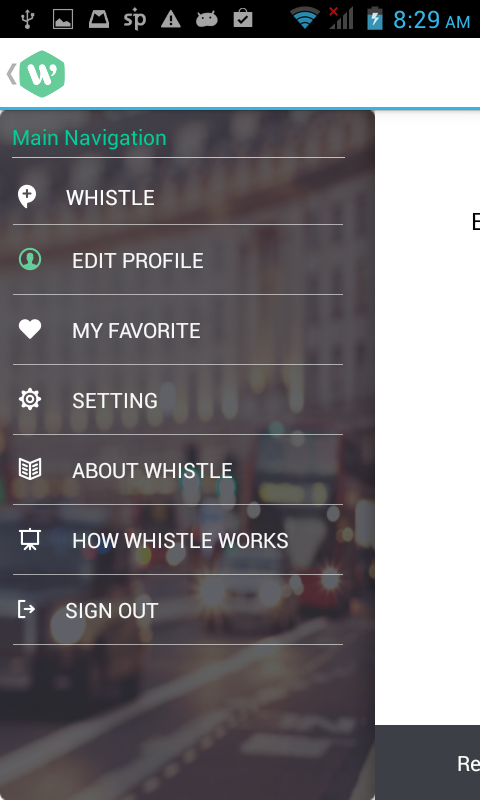 sip
8:29 AM
W
Main Navigation
WHISTLE
E
EDIT PROFILE
MY FAVORITE
SETTING
ABOUT WHISTLE
HOW WHISTLE WORKS
SIGN OUT
Re